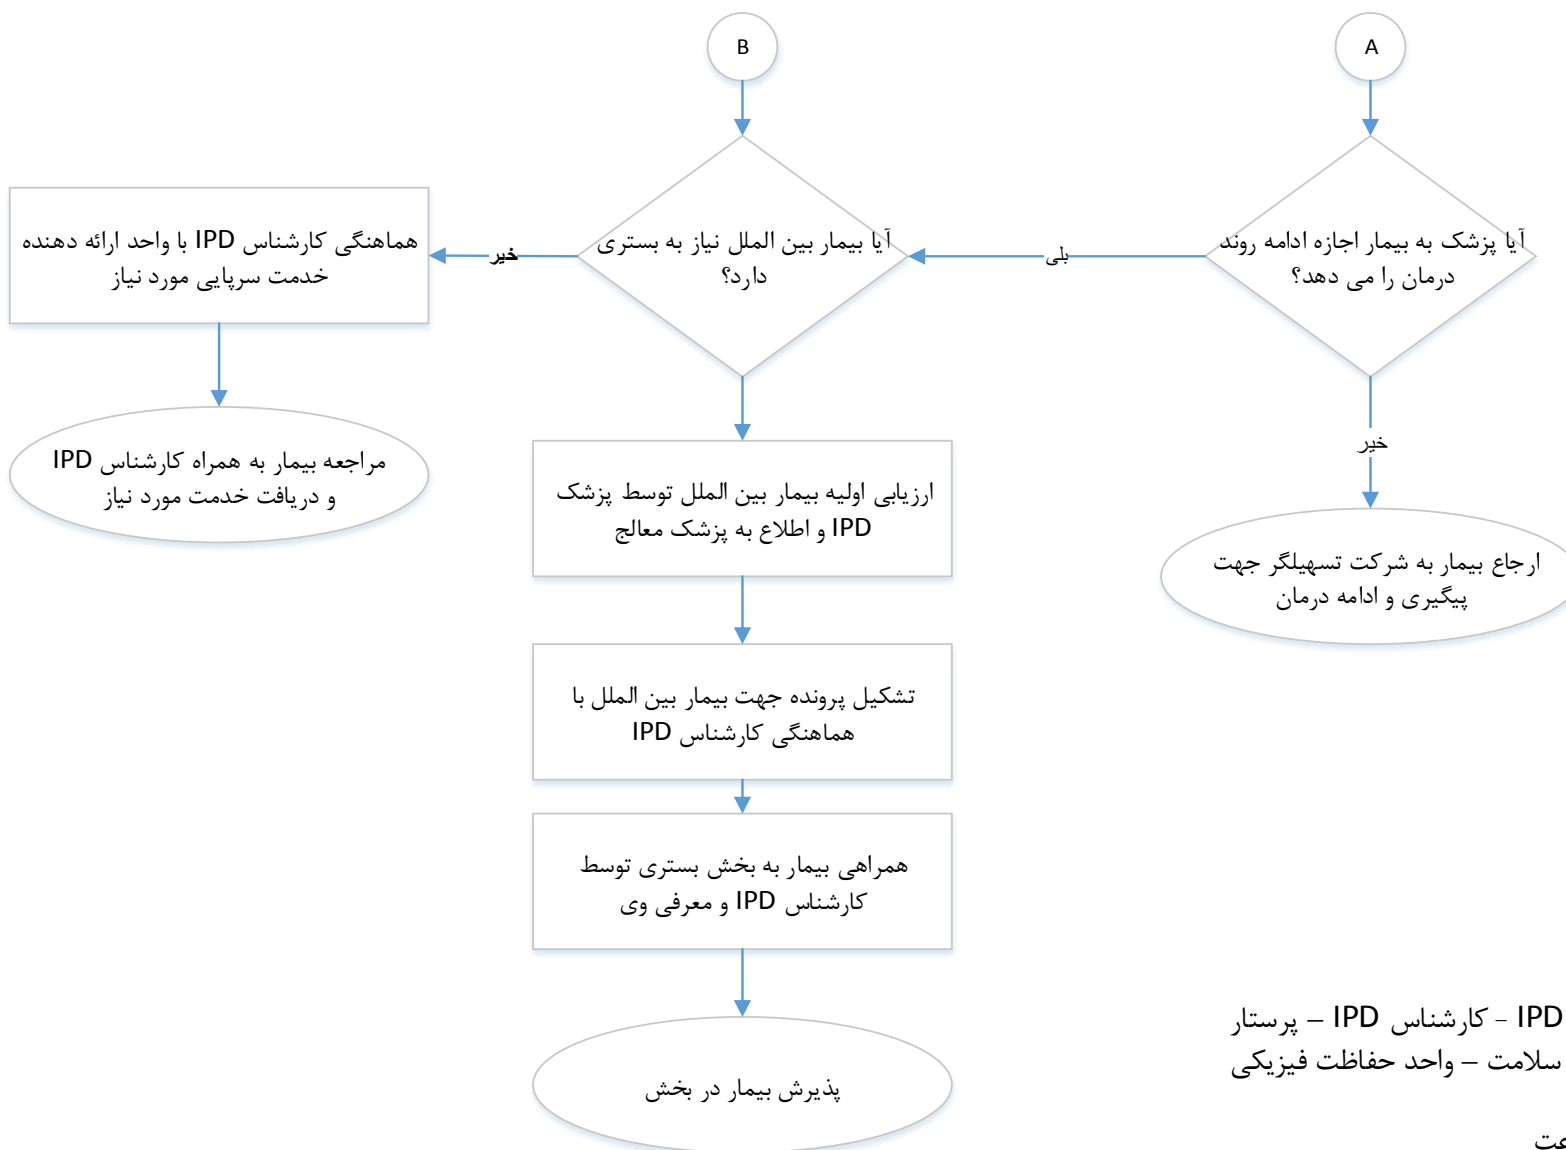 A
آیا پزشک به بیمار اجازه ادامه روند
درمان را می دهد؟
بلی
خیر
ارجاع بیمار به شرکت تسهیلگر جهت
پیگیری و ادامه درمان
B
آیا بیمار بین الملل نیاز به بستری
دارد؟
خیر
هماهنگی کارشناس IPD با واحد ارائه دهنده
خدمت سرپایی مورد نیاز
مراجعه بیمار به همراه کارشناس IPD
و دریافت خدمت مورد نیاز
ارزیابی اولیه بیمار بین الملل توسط پزشک
IPD و اطلاع به پزشک معالج
تشکیل پرونده جهت بیمار بین الملل با
هماهنگی کارشناس IPD
همراهی بیمار به بخش بستری توسط
کارشناس IPD و معرفی وی
پذیرش بیمار در بخش
IPD - کارشناس IPD – پرستار
سلامت – واحد حفاظت فیزیکی